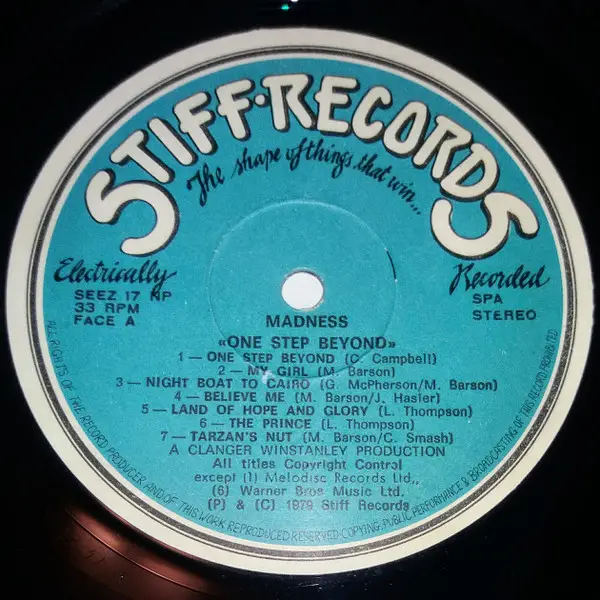 STIFF·RECORDS
The shape of things that win...
Electrically
Recorded
SEEZ 17 NP
33 RPM
FACE A
SPA
STEREO
MADNESS
«ONE STEP BEYOND»
1 — ONE STEP BEYOND (C. Campbell)
2 — MY GIRL (M. Barson)
3 — NIGHT BOAT TO CAIRO (G. McPherson/M. Barson)
4 — BELIEVE ME (M. Barson/J. Hasler)
5 — LAND OF HOPE AND GLORY (L. Thompson)
6 — THE PRINCE (L. Thompson)
7 — TARZAN'S NUT (M. Barson/C. Smash)
A CLANGER WINSTANLEY PRODUCTION
All titles Copyright Control
except (1) Melodisc Records Ltd.,
(6) Warner Bros Music Ltd.
(P) & (C) 1979 Stiff Records
ALL RIGHTS OF THE RECORD PRODUCER AND OF THIS WORK REPRODUCED RESERVED-COPYING, PUBLIC PERFORMANCE & BROADCASTING OF THIS RECORD PROHIBITED